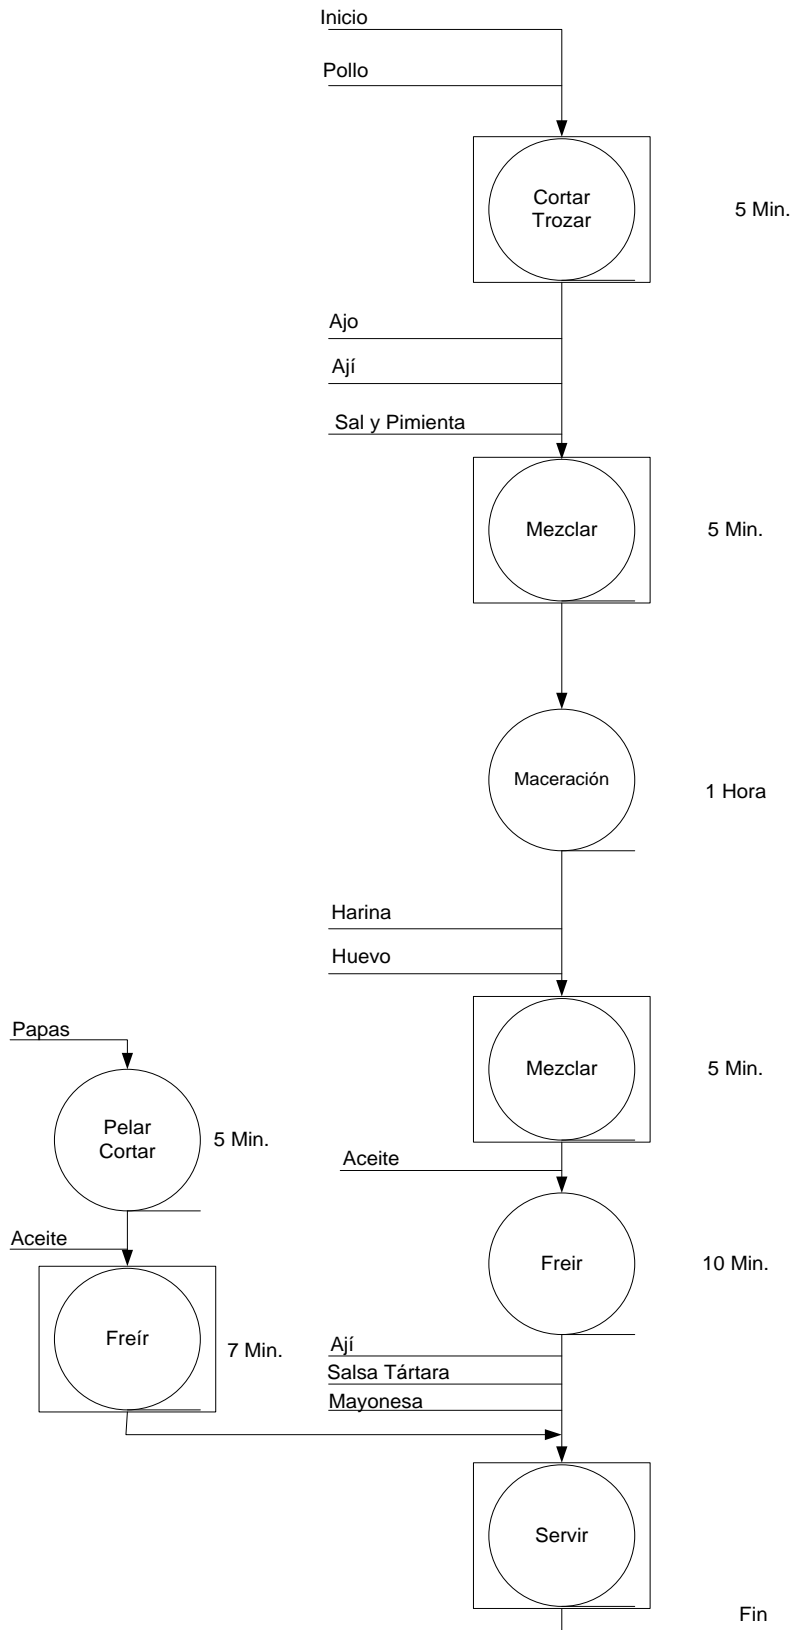 Inicio
Pollo
Cortar
Trozar
5 Min.
Ajo
Ají
Sal y Pimienta
Mezclar
5 Min.
Maceración
1 Hora
Harina
Huevo
Mezclar
5 Min.
Papas
Pelar
Cortar
5 Min.
Aceite
Aceite
Freir
10 Min.
Freír
7 Min.
Ají
Salsa Tártara
Mayonesa
Servir
Fin